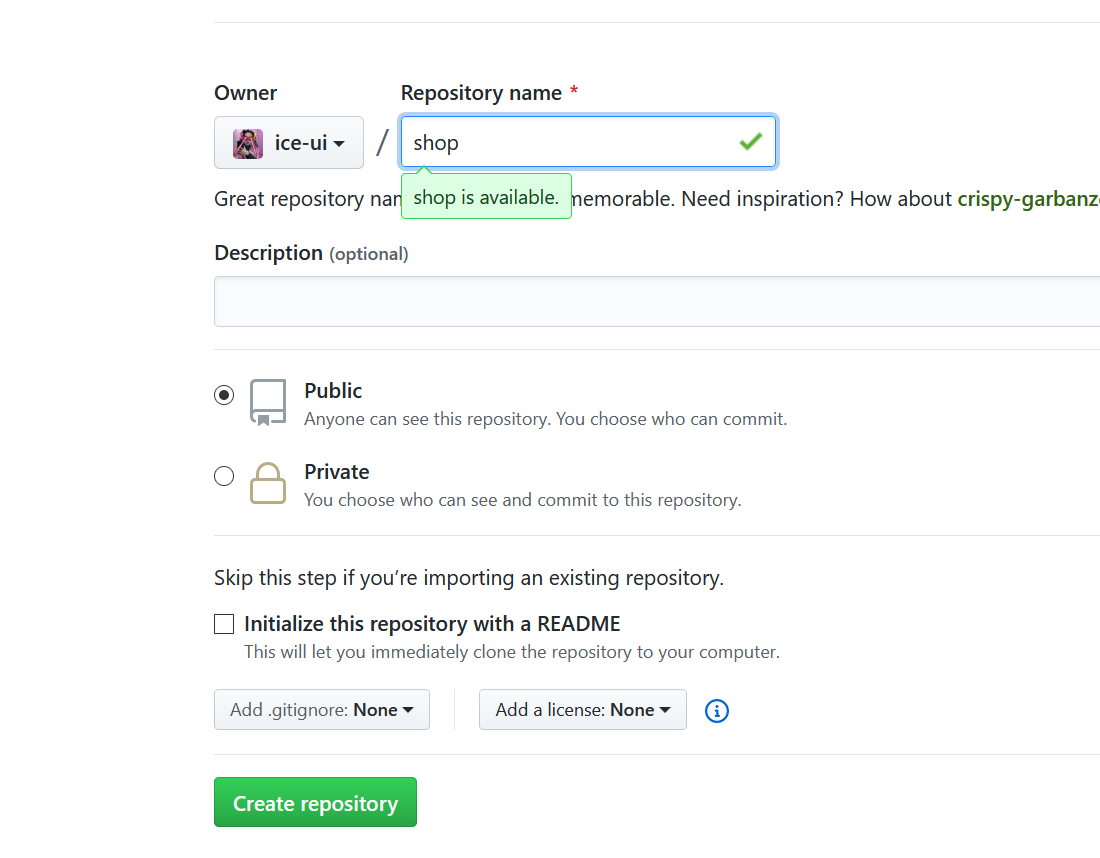 Owner
Repository name *
ice-ui
/
shop
shop is available.
Great repository nan memorable. Need inspiration? How about crispy-garbanz
Description (optional)
Public
Anyone can see this repository. You choose who can commit.
Private
You choose who can see and commit to this repository.
Skip this step if you’re importing an existing repository.
Initialize this repository with a README
This will let you immediately clone the repository to your computer.
Add .gitignore: None
Add a license: None
Create repository